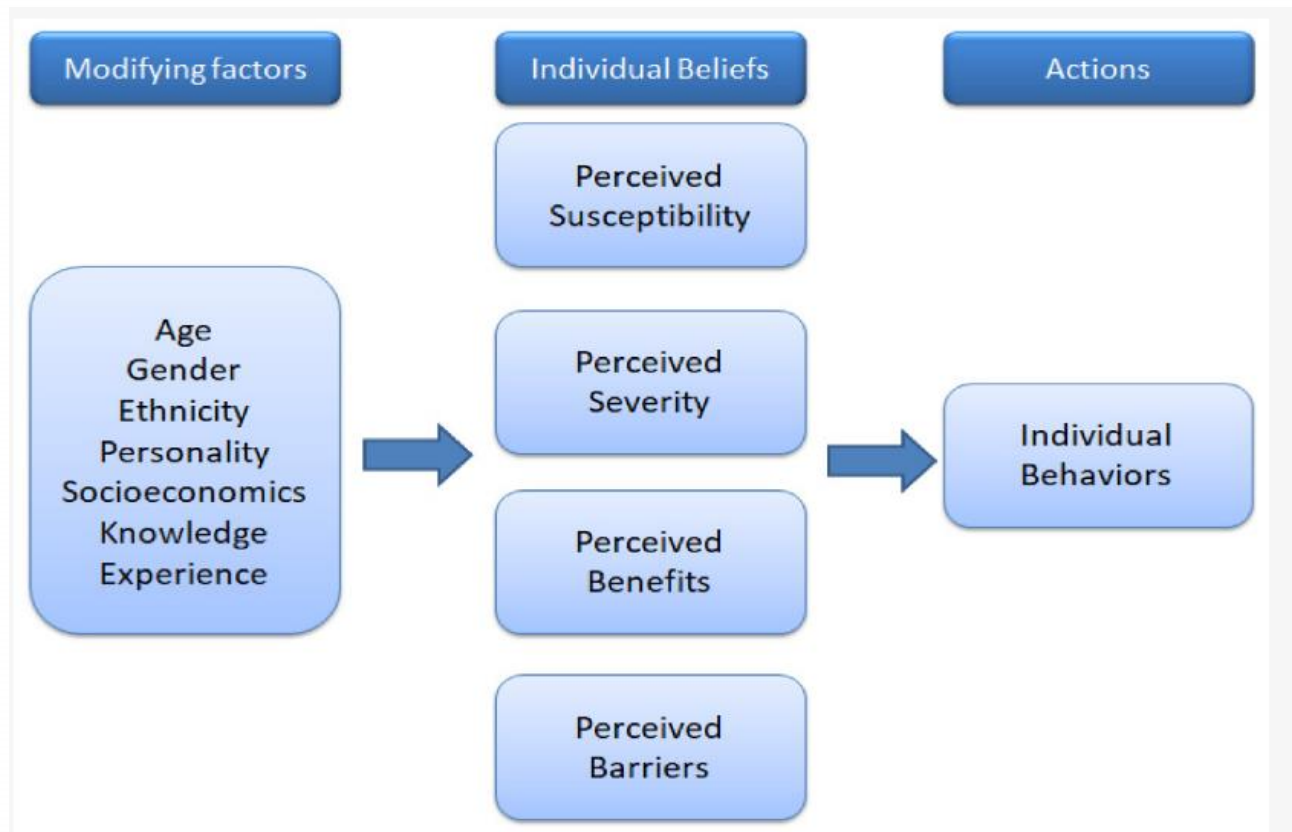 Modifying factors
Individual Beliefs
Actions
Age
Gender
Ethnicity
Personality
Socioeconomics
Knowledge
Experience
Perceived
Susceptibility
Perceived
Severity
Perceived
Benefits
Perceived
Barriers
Individual
Behaviors